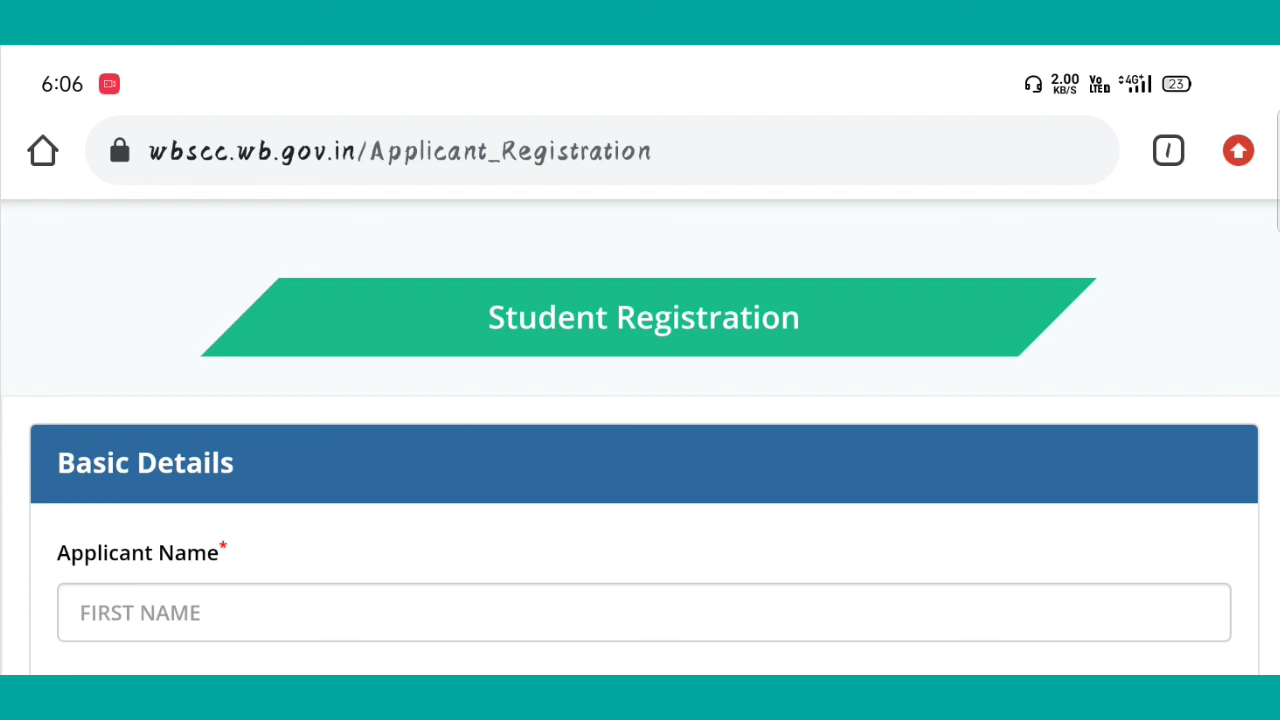 6:06 2.00 KB/S Vo LTE 4G+ 23
wbscc.wb.gov.in/Applicant_Registration 1
Student Registration
Basic Details
Applicant Name*
FIRST NAME